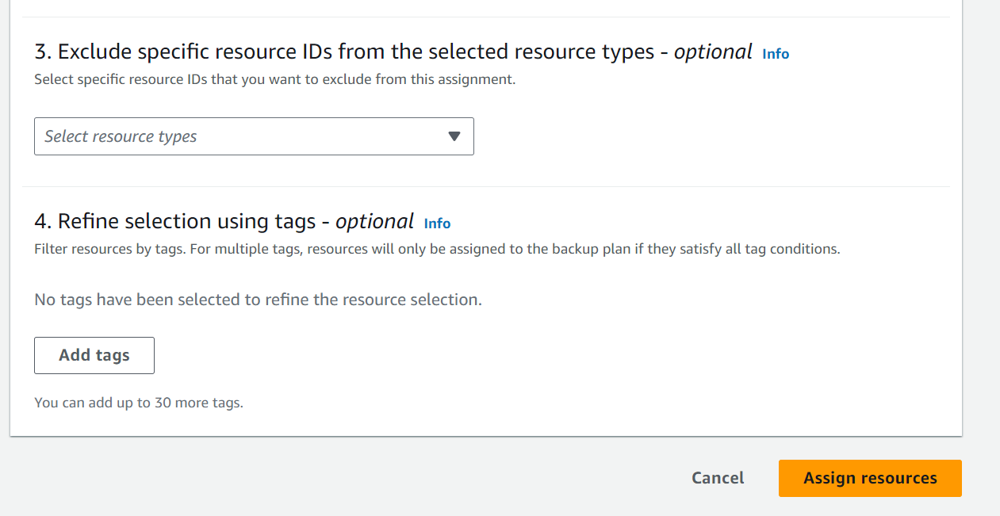 3. Exclude specific resource IDs from the selected resource types - optional Info
Select specific resource IDs that you want to exclude from this assignment.
Select resource types
4. Refine selection using tags - optional Info
Filter resources by tags. For multiple tags, resources will only be assigned to the backup plan if they satisfy all tag conditions.
No tags have been selected to refine the resource selection.
Add tags
You can add up to 30 more tags.
Cancel Assign resources